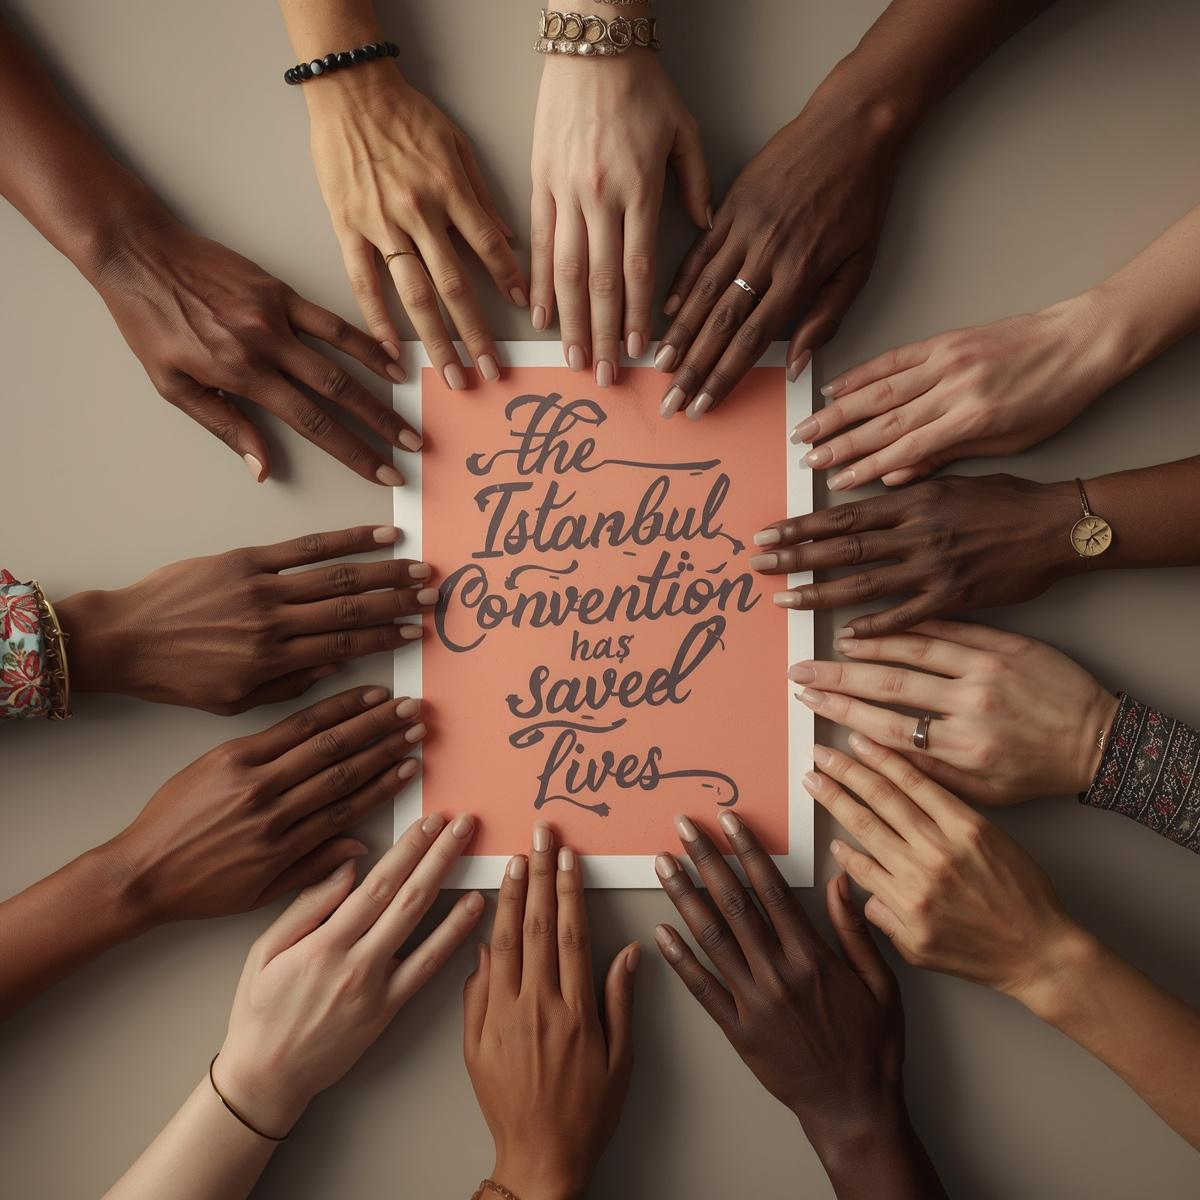 The
Istanbul
Convention
has
saved
lives